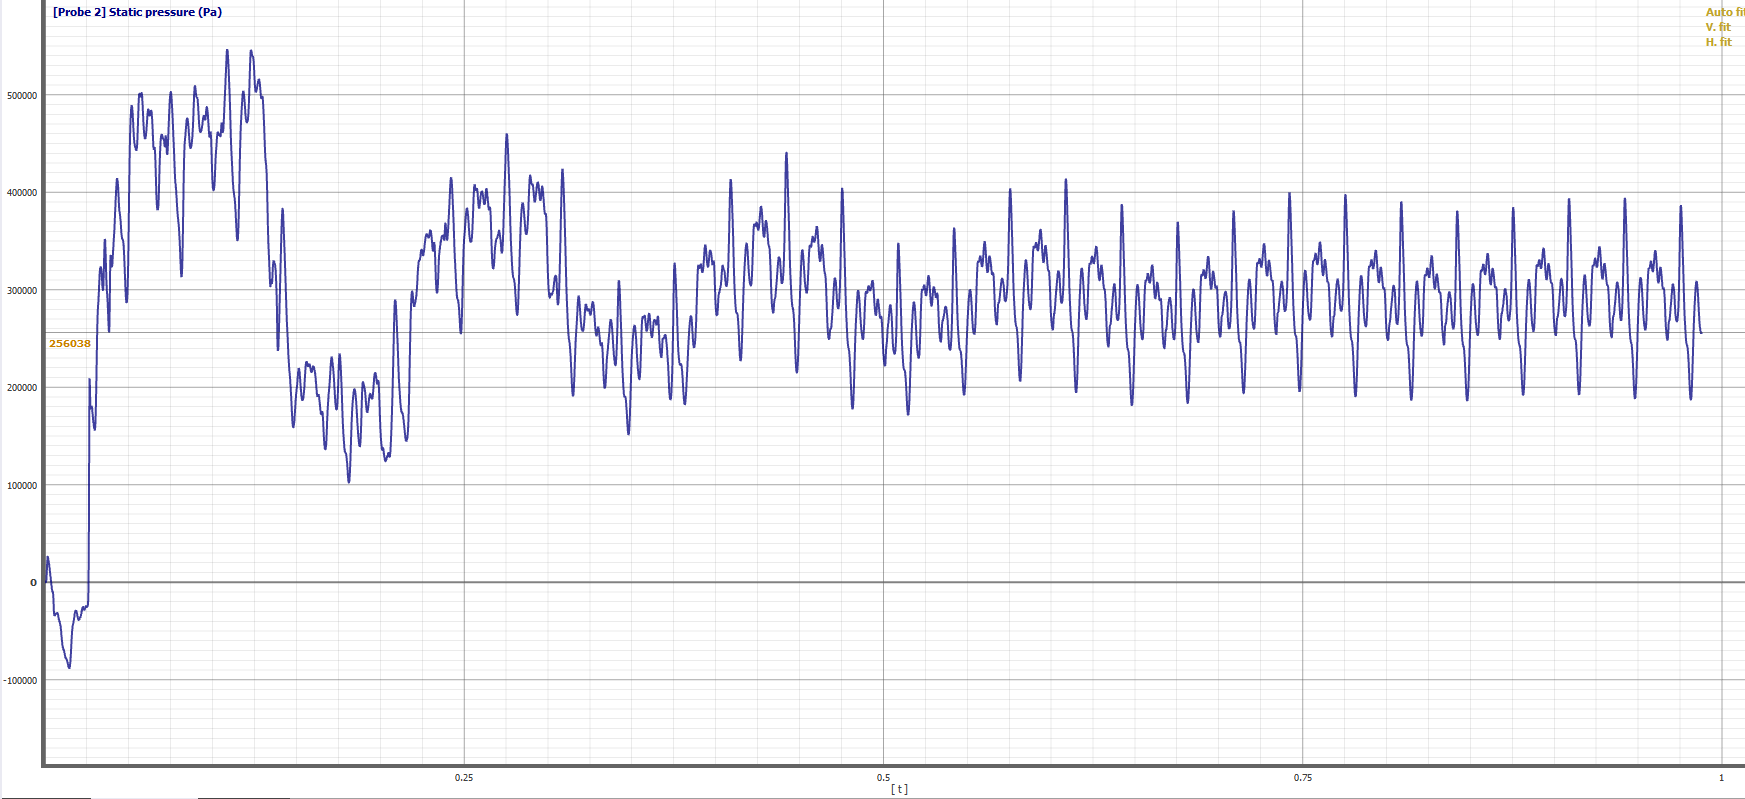 [Probe 2] Static pressure (Pa)
Auto fit
V. fit
H. fit
500000
400000
300000
256038
200000
100000
0
-100000
0.25
0.5
0.75
1
[ t ]